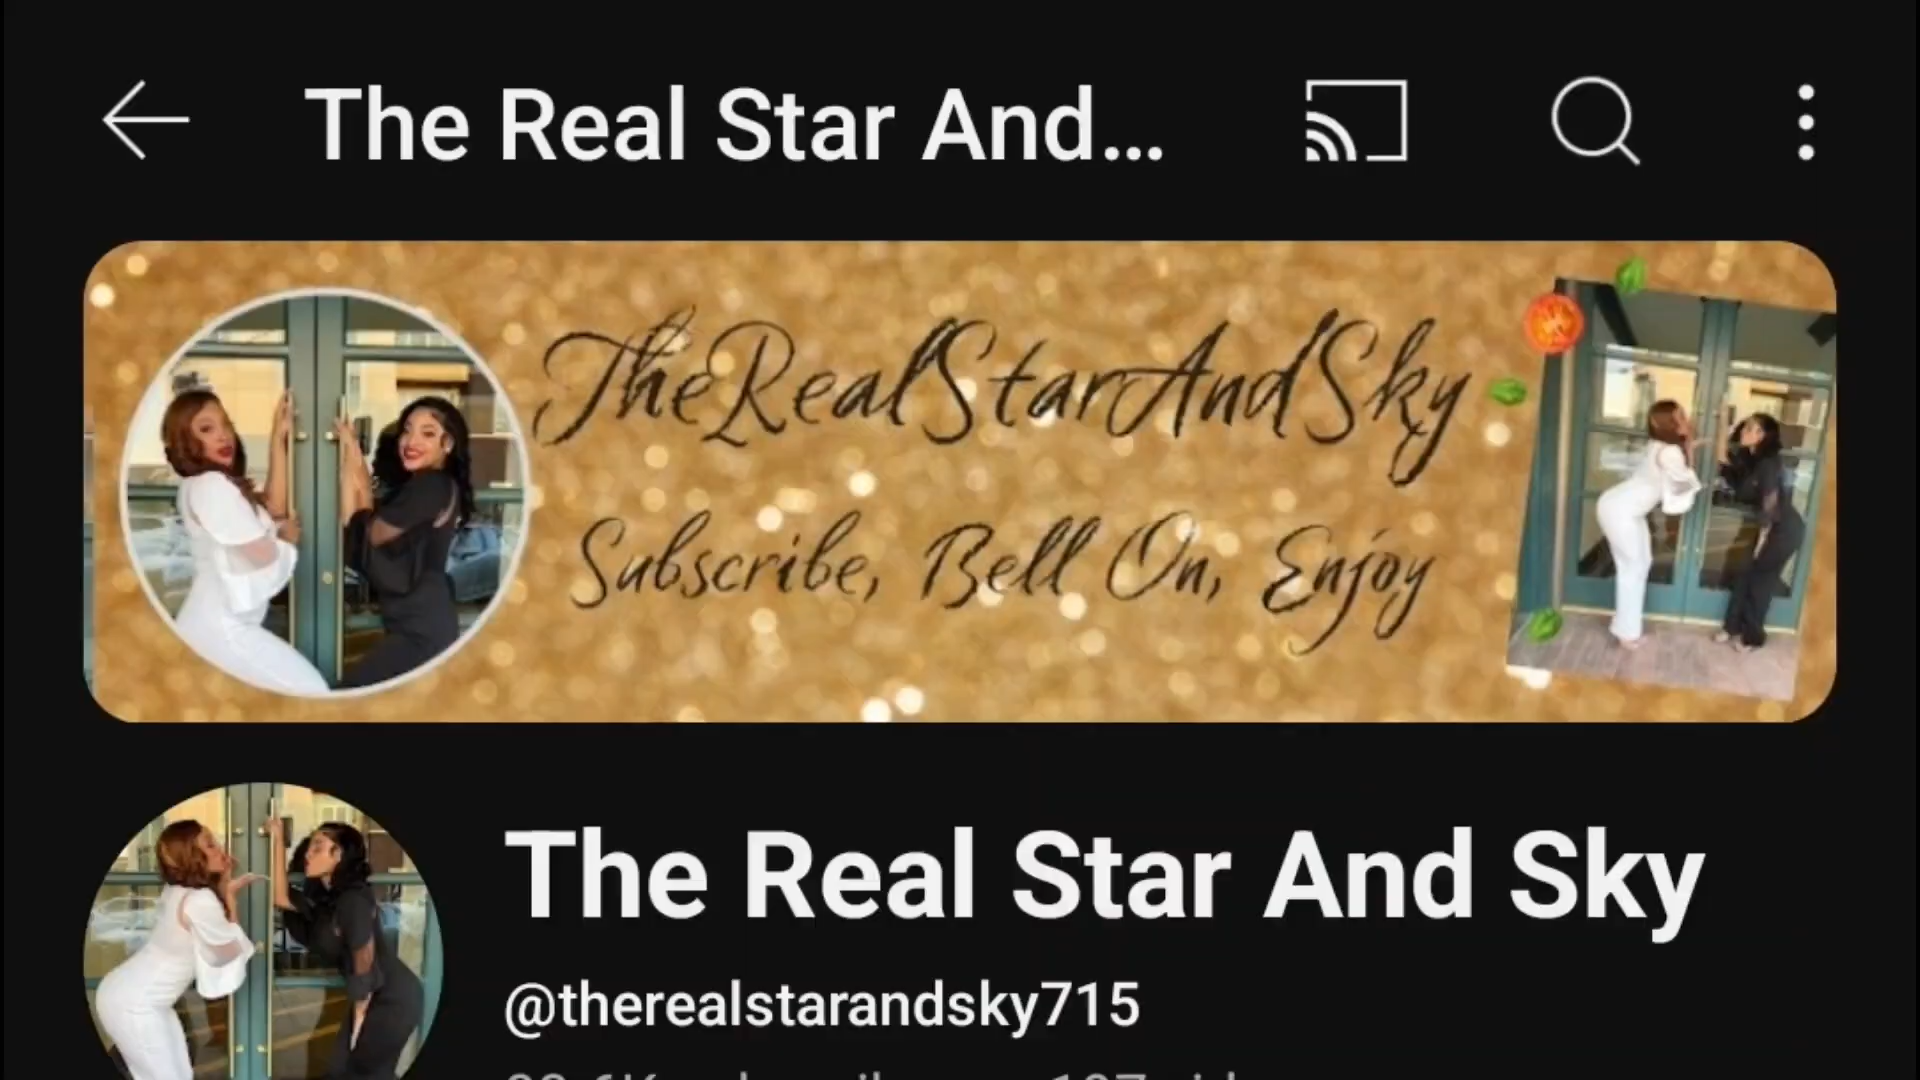 The Real Star And...
TheRealStarAndSky
Subscribe, Bell On, Enjoy
The Real Star And Sky
@therealstarandsky715